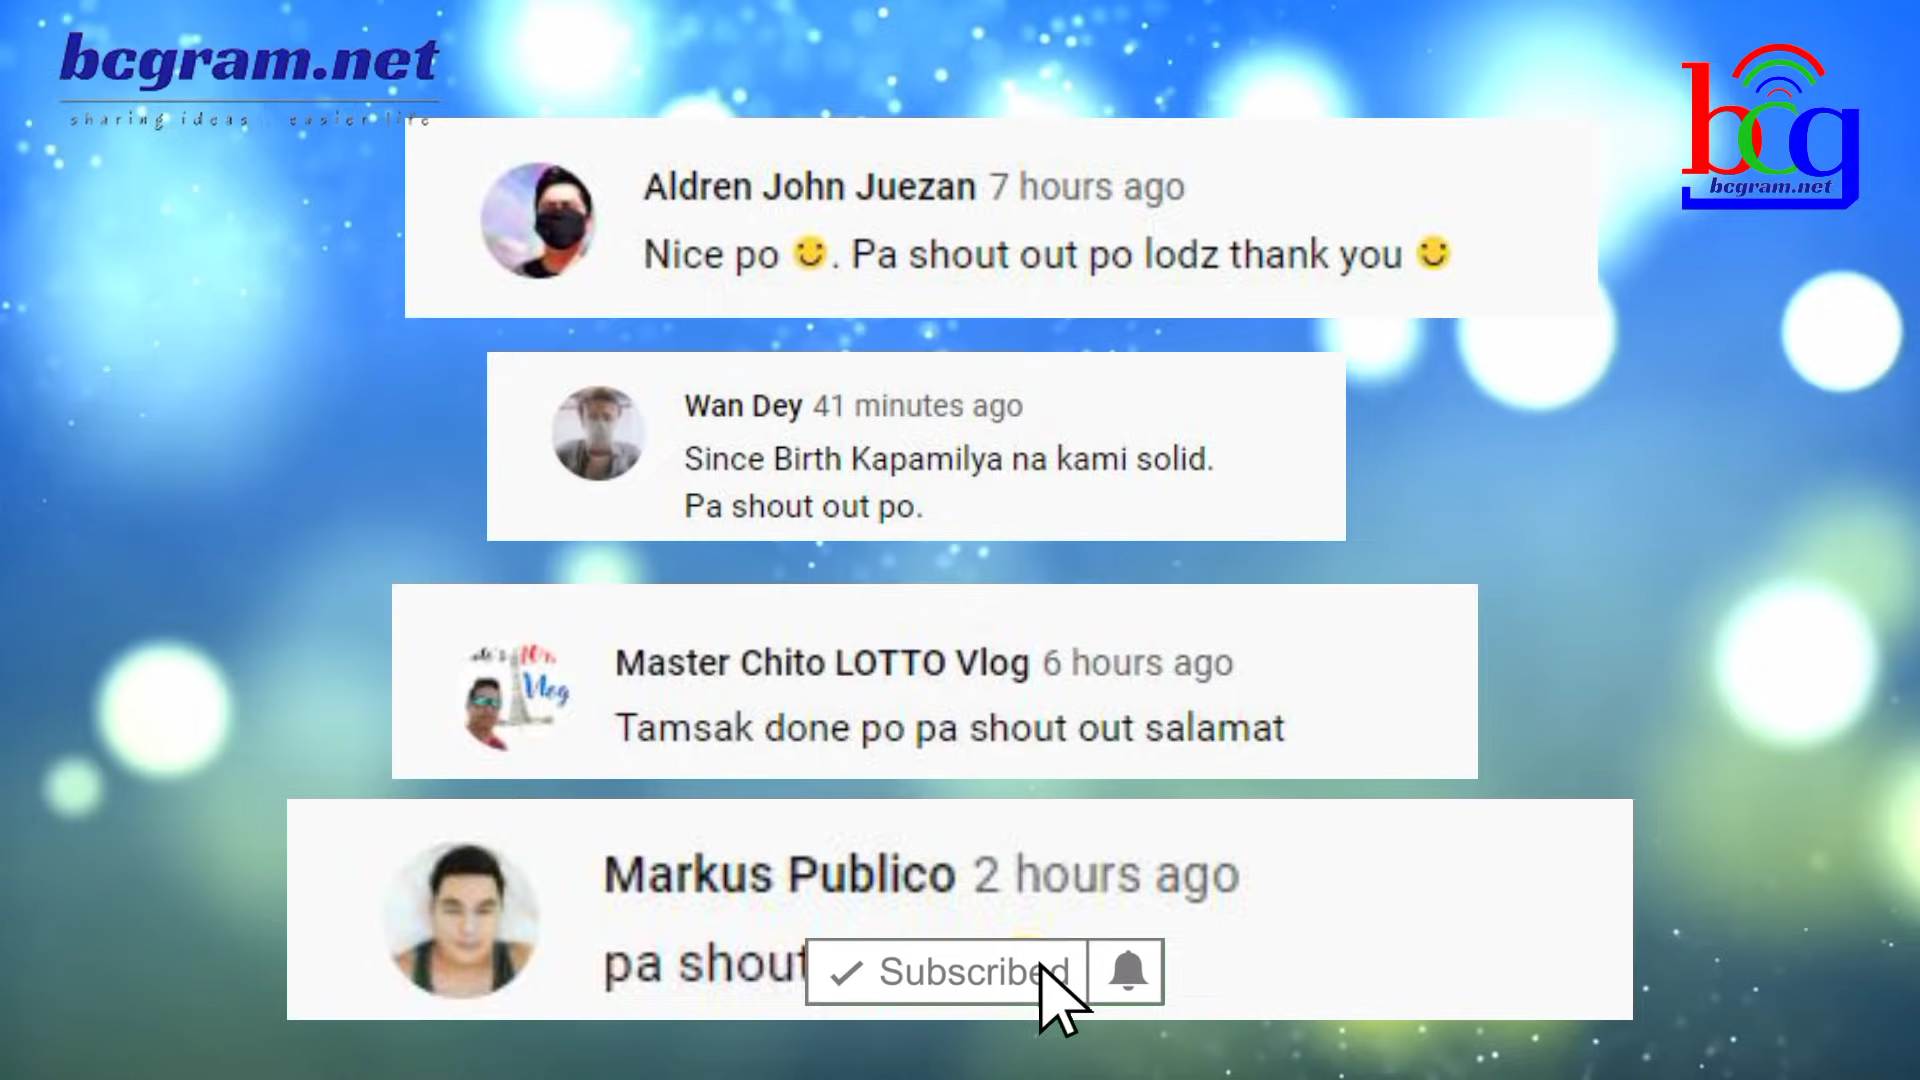 bcgram.net
sharing ideas . easier life
bcg
bcgram.net
Aldren John Juezan 7 hours ago
Nice po 🙂. Pa shout out po lodz thank you 🙂
Wan Dey 41 minutes ago
Since Birth Kapamilya na kami solid.
Pa shout out po.
Vlog
Master Chito LOTTO Vlog 6 hours ago
Tamsak done po pa shout out salamat
Markus Publico 2 hours ago
pa shout
Subscribed